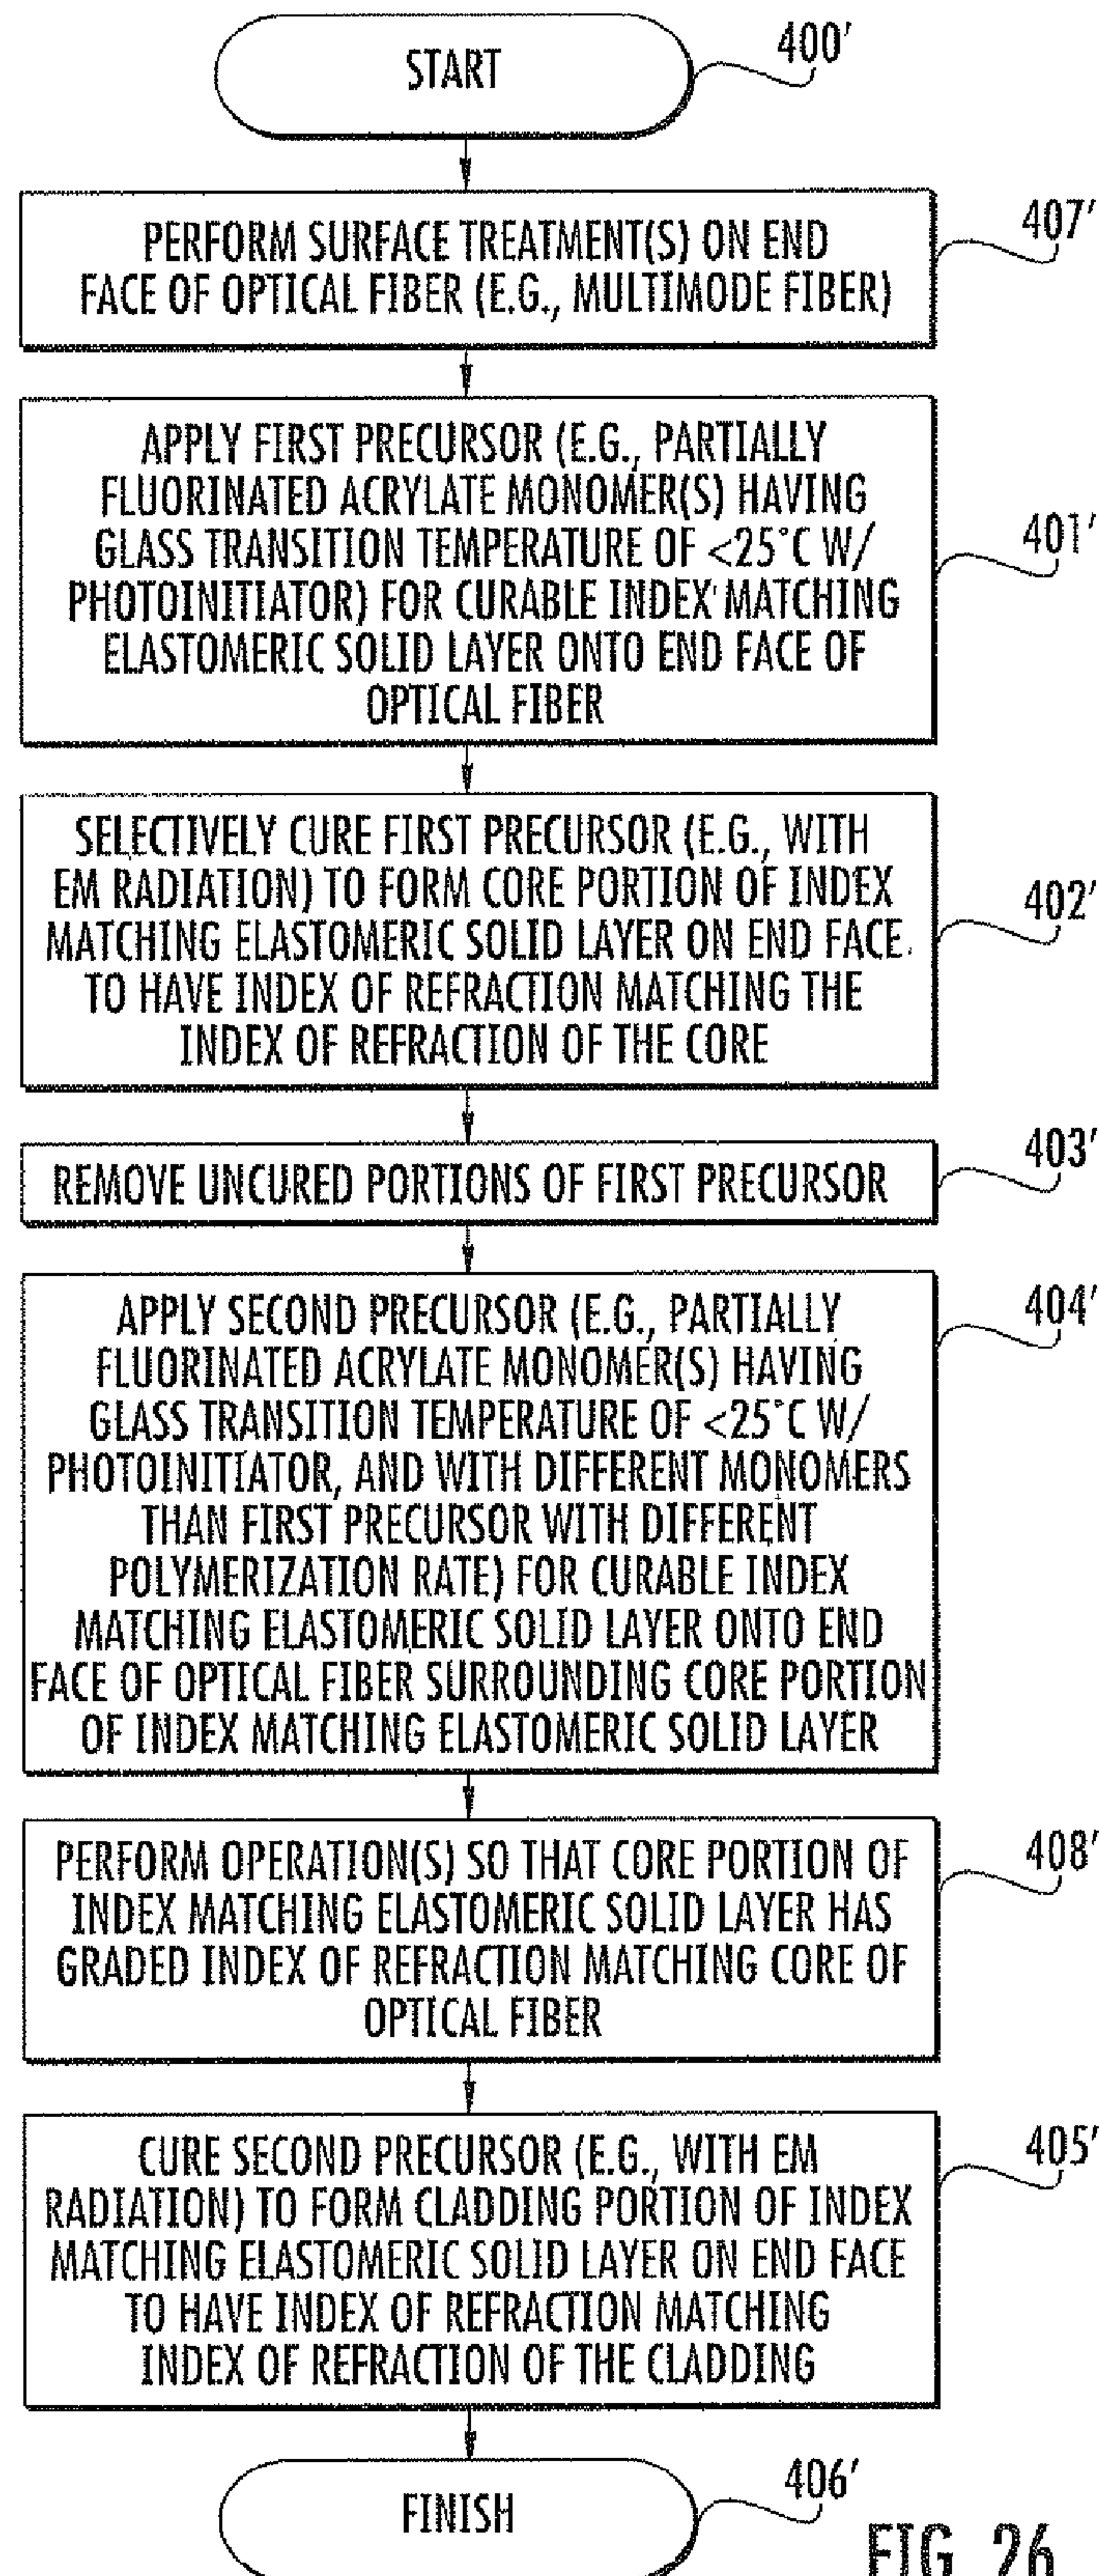 START
400'
PERFORM SURFACE TREATMENT(S) ON END
FACE OF OPTICAL FIBER (E.G., MULTIMODE FIBER)
407'
APPLY FIRST PRECURSOR (E.G., PARTIALLY
FLUORINATED ACRYLATE MONOMER(S) HAVING
GLASS TRANSITION TEMPERATURE OF <25°C W/
PHOTOINITIATOR) FOR CURABLE INDEX MATCHING
ELASTOMERIC SOLID LAYER ONTO END FACE OF
OPTICAL FIBER
401'
SELECTIVELY CURE FIRST PRECURSOR (E.G., WITH
EM RADIATION) TO FORM CORE PORTION OF INDEX
MATCHING ELASTOMERIC SOLID LAYER ON END FACE
TO HAVE INDEX OF REFRACTION MATCHING THE
INDEX OF REFRACTION OF THE CORE
402'
REMOVE UNCURED PORTIONS OF FIRST PRECURSOR
403'
APPLY SECOND PRECURSOR (E.G., PARTIALLY
FLUORINATED ACRYLATE MONOMER(S) HAVING
GLASS TRANSITION TEMPERATURE OF <25°C W/
PHOTOINITIATOR, AND WITH DIFFERENT MONOMERS
THAN FIRST PRECURSOR WITH DIFFERENT
POLYMERIZATION RATE) FOR CURABLE INDEX
MATCHING ELASTOMERIC SOLID LAYER ONTO END
FACE OF OPTICAL FIBER SURROUNDING CORE PORTION
OF INDEX MATCHING ELASTOMERIC SOLID LAYER
404'
PERFORM OPERATION(S) SO THAT CORE PORTION OF
INDEX MATCHING ELASTOMERIC SOLID LAYER HAS
GRADED INDEX OF REFRACTION MATCHING CORE OF
OPTICAL FIBER
408'
CURE SECOND PRECURSOR (E.G., WITH EM
RADIATION) TO FORM CLADDING PORTION OF INDEX
MATCHING ELASTOMERIC SOLID LAYER ON END FACE
TO HAVE INDEX OF REFRACTION MATCHING
INDEX OF REFRACTION OF THE CLADDING
405'
FINISH
406'
FIG. 26